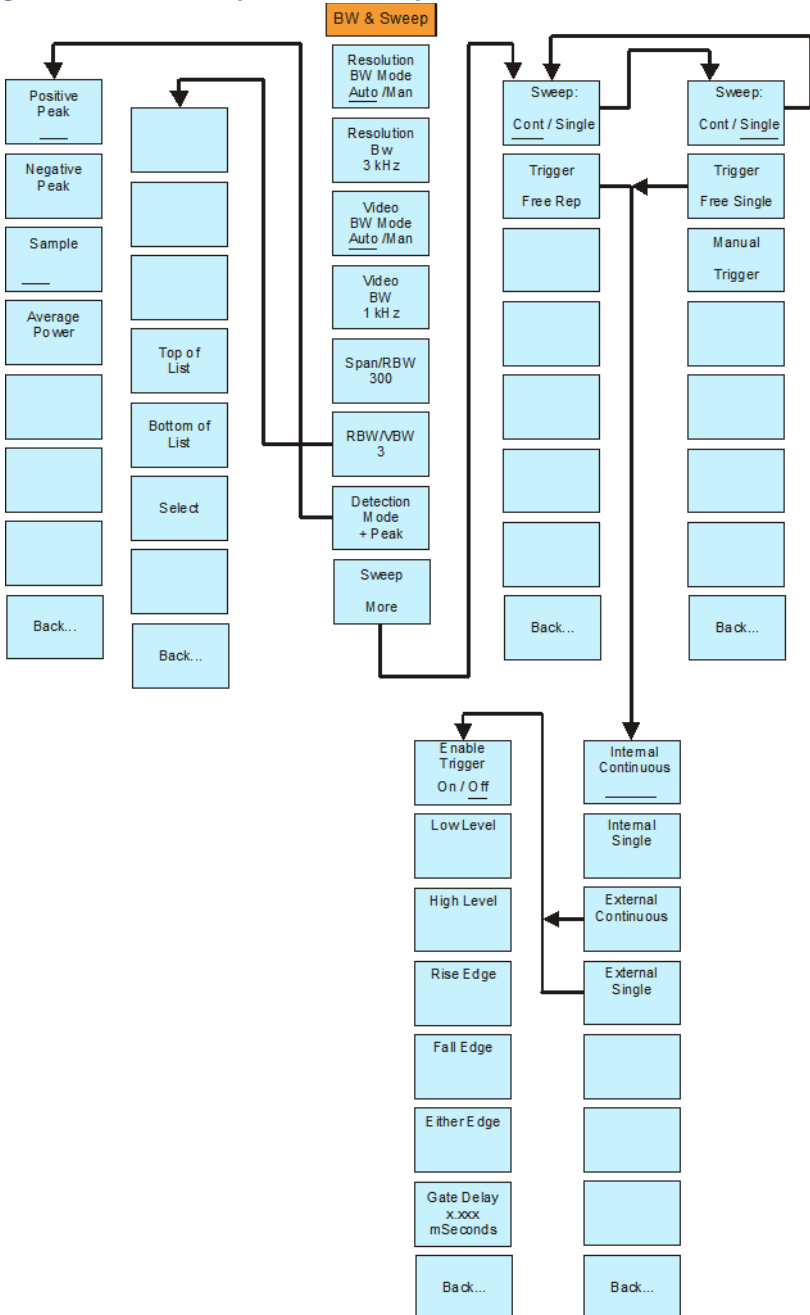 BW & Sweep
Positive
Peak
Negative
Peak
Sample
Average
Power
Back...
Top of
List
Bottom of
List
Select
Back...
Resolution
BW Mode
Auto /Man
Resolution
Bw
3 kHz
Video
BW Mode
Auto /Man
Video
BW
1 kHz
Span/RBW
300
RBW/VBW
3
Detection
Mode
+ Peak
Sweep
More
Sweep:
Cont / Single
Trigger
Free Rep
Back...
Sweep:
Cont / Single
Trigger
Free Single
Manual
Trigger
Back...
Enable
Trigger
On / Off
Low Level
High Level
Rise Edge
Fall Edge
Either Edge
Gate Delay
x.xxx
mSeconds
Back...
Internal
Continuous
Internal
Single
External
Continuous
External
Single
Back...